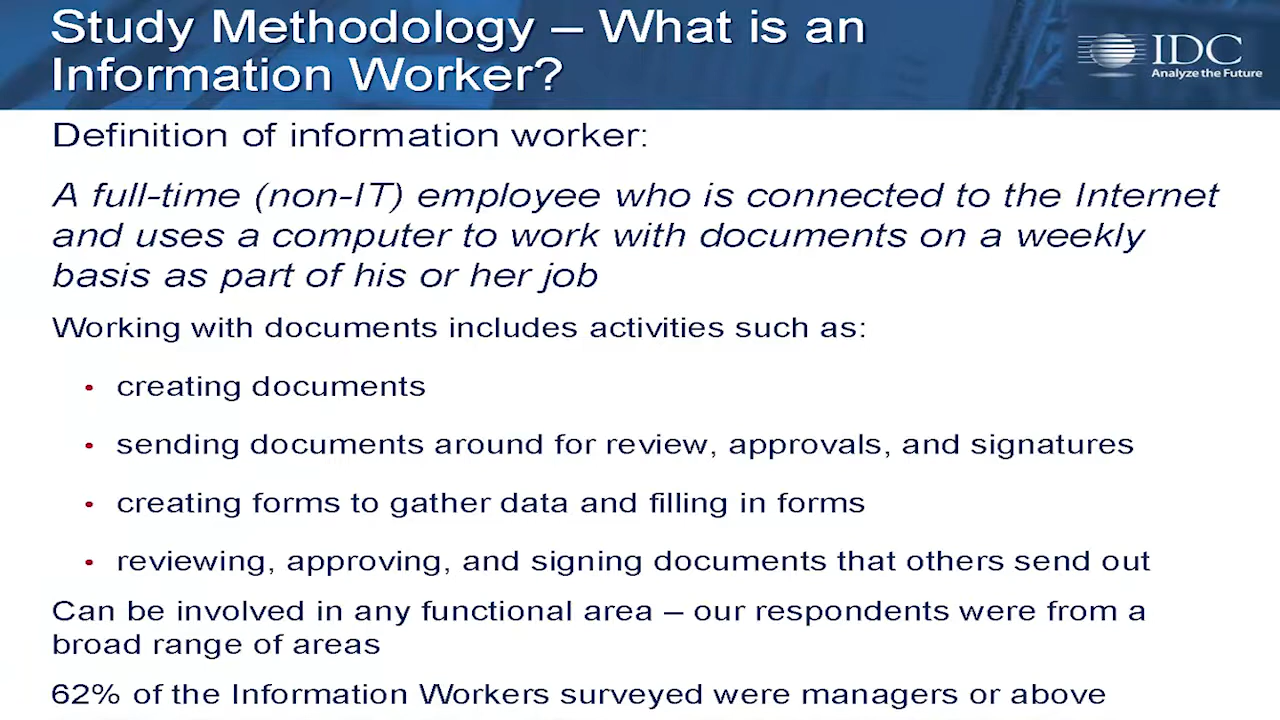 Study Methodology – What is an
Information Worker?
IDC
Analyze the Future
Definition of information worker:
A full-time (non-IT) employee who is connected to the Internet
and uses a computer to work with documents on a weekly
basis as part of his or her job
Working with documents includes activities such as:
• creating documents
• sending documents around for review, approvals, and signatures
• creating forms to gather data and filling in forms
• reviewing, approving, and signing documents that others send out
Can be involved in any functional area – our respondents were from a
broad range of areas
62% of the Information Workers surveyed were managers or above